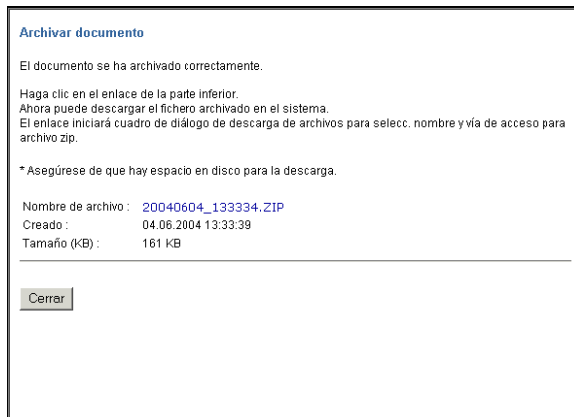 Archivar documento
El documento se ha archivado correctamente.
Haga clic en el enlace de la parte inferior.
Ahora puede descargar el fichero archivado en el sistema.
El enlace iniciará cuadro de diálogo de descarga de archivos para selecc. nombre y vía de acceso para
archivo zip.
* Asegúrese de que hay espacio en disco para la descarga.
Nombre de archivo : 20040604_133334.ZIP
Creado : 04.06.2004 13:33:39
Tamaño (KB) : 161 KB
Cerrar